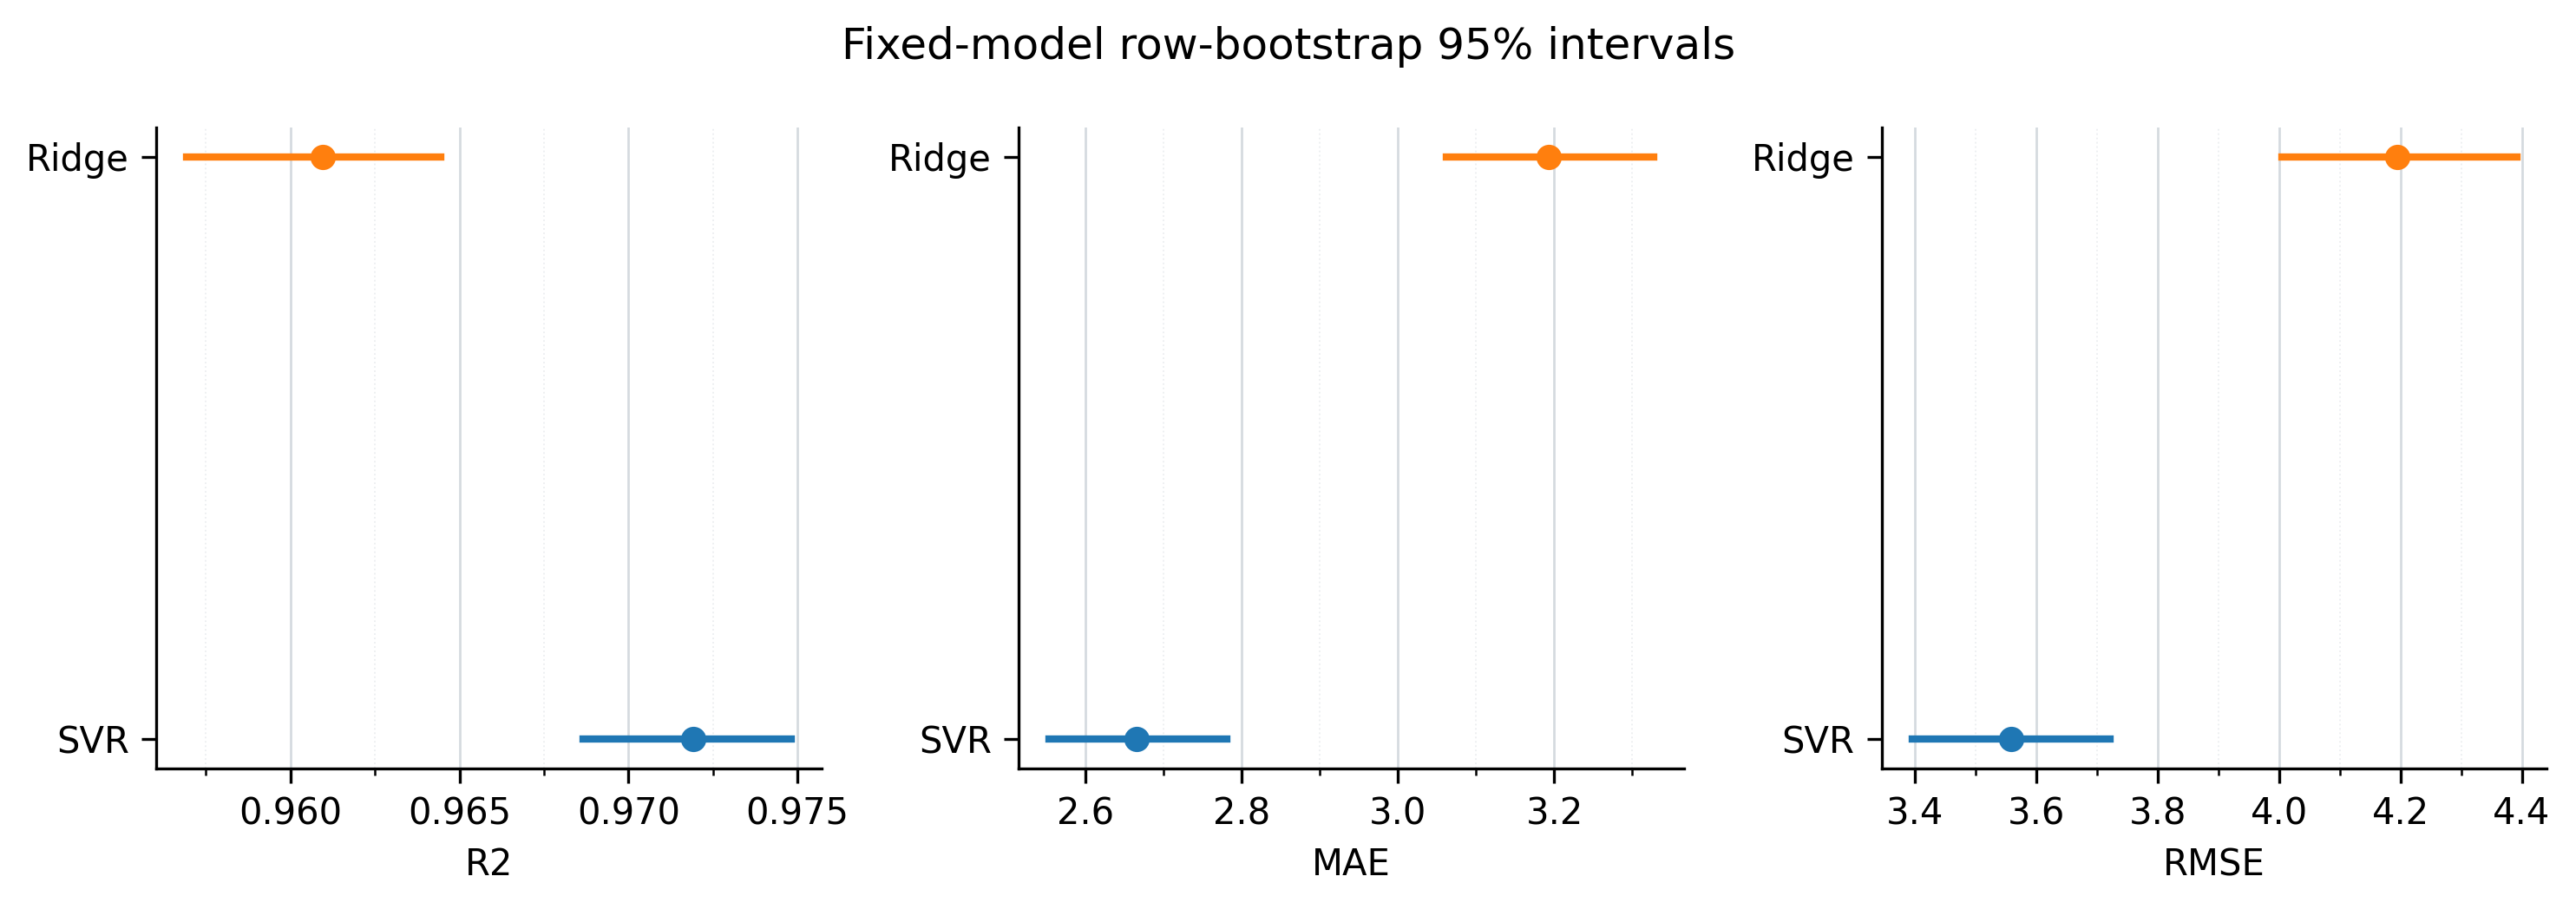 Fixed-model row-bootstrap 95% intervals
Ridge
SVR
0.960 0.965 0.970 0.975
R2
Ridge
SVR
2.6 2.8 3.0 3.2
MAE
Ridge
SVR
3.4 3.6 3.8 4.0 4.2 4.4
RMSE